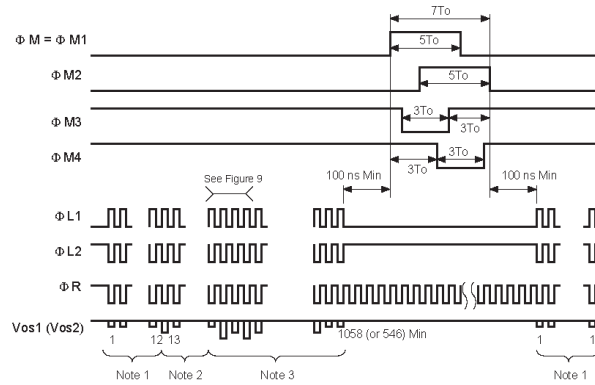 7To
Φ M = Φ M1
5To
Φ M2
5To
Φ M3
3To
3To
Φ M4
3To
3To
See Figure 9
100 ns Min
100 ns Min
Φ L1
Φ L2
Φ R
Vos1 (Vos2)
1
12
13
1058 (or 546) Min
1
1
Note 1
Note 2
Note 3
Note 1